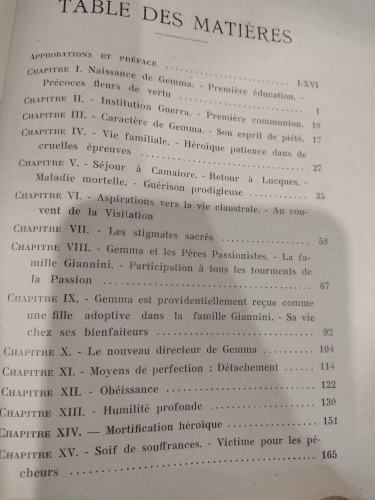 TABLE DES MATIÈRES
APPROBATIONS ET PRÉFACE .................... I-XVI
CHAPITRE I. Naissance de Gemma. - Première éducation. -
Précoces fleurs de vertu .................... 1
CHAPITRE II. - Institution Guerra. - Première communion. 10
CHAPITRE III. - Caractère de Gemma. - Son esprit de piété. 17
CHAPITRE IV. - Vie familiale. - Héroïque patience dans de
cruelles épreuves .................... 27
CHAPITRE V. - Séjour à Camaiore. - Retour à Lucques. -
Maladie mortelle. - Guérison prodigieuse .......... 35
CHAPITRE VI. - Aspirations vers la vie claustrale. - Au cou-
vent de la Visitation
CHAPITRE VII. - Les stigmates sacrés .................... 58
CHAPITRE VIII. - Gemma et les Pères Passionistes. - La fa-
mille Giannini. - Participation à tous les tourments de
la Passion .................... 67
CHAPITRE IX. - Gemma est providentiellement reçue comme
une fille adoptive dans la famille Giannini. - Sa vie
chez ses bienfaiteurs .................... 92
CHAPITRE X. - Le nouveau directeur de Gemma .......... 104
CHAPITRE XI. - Moyens de perfection : Détachement ....... 114
CHAPITRE XII. - Obéissance .................... 122
CHAPITRE XIII. - Humilité profonde .................... 130
CHAPITRE XIV. — Mortification héroïque .................... 151
CHAPITRE XV. - Soif de souffrances. - Victime pour les pé-
cheurs .................... 165